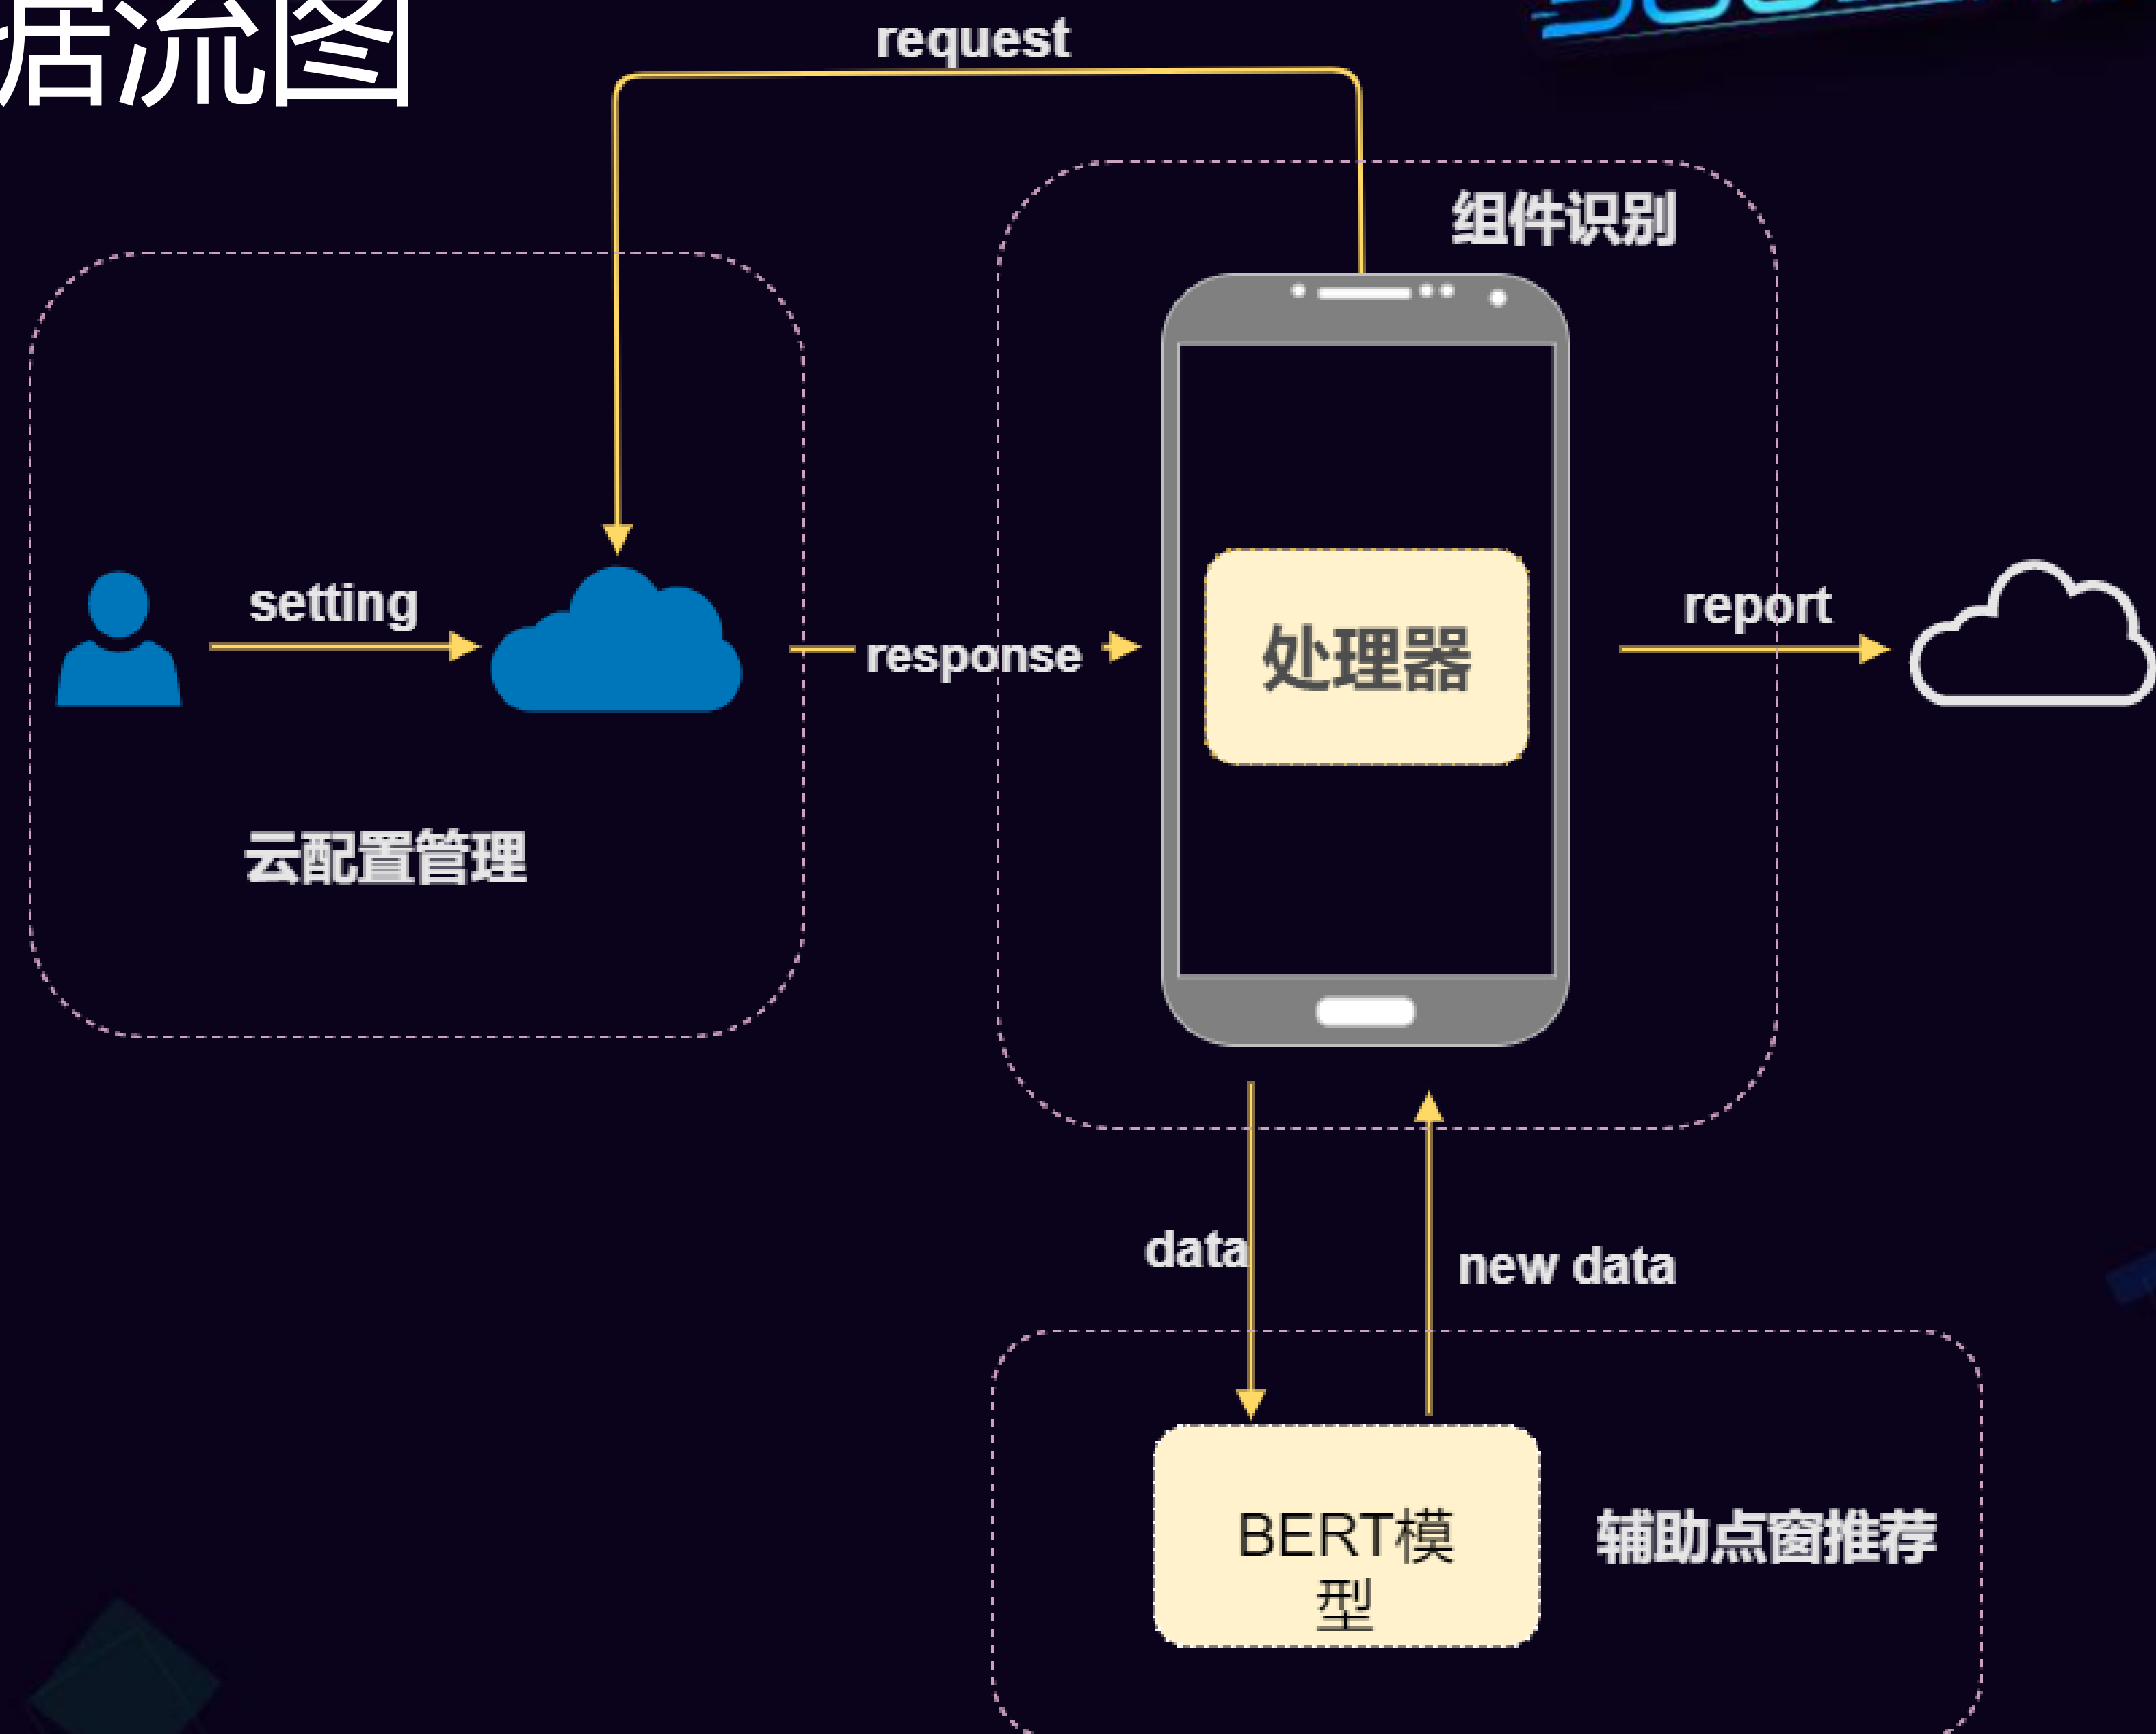 据流图
request
组件识别
setting
response
处理器
report
云配置管理
data
new data
BERT模
型
辅助点窗推荐